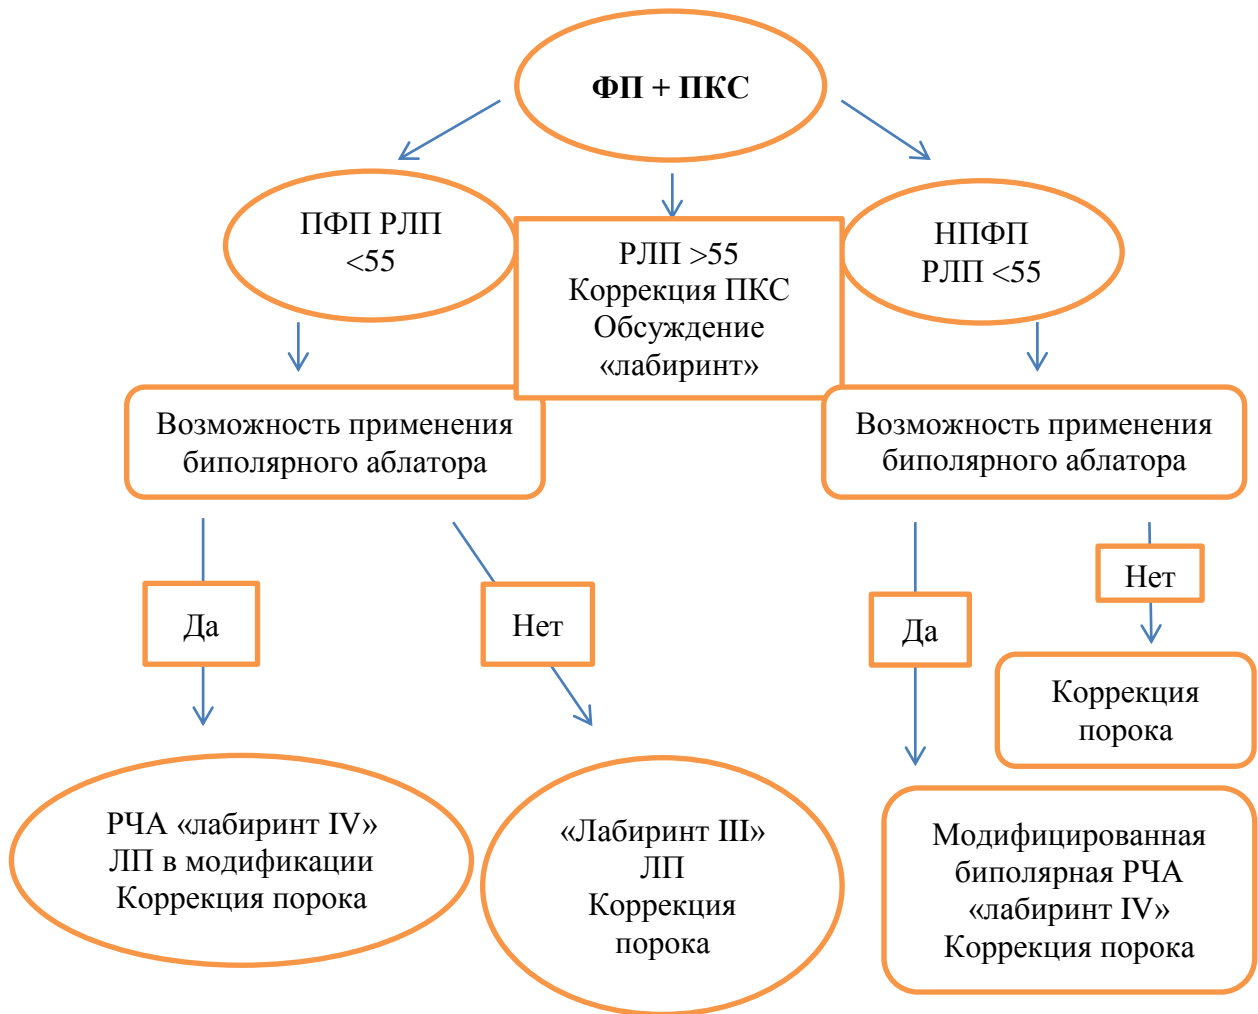 ФП + ПКС
ПФП РЛП
<55
РЛП >55
Коррекция ПКС
Обсуждение
«лабиринт»
НПФП
РЛП <55
Возможность применения
биполярного аблатора
Возможность применения
биполярного аблатора
Да
Нет
Да
Нет
Коррекция
порока
РЧА «лабиринт IV»
ЛП в модификации
Коррекция порока
«Лабиринт III»
ЛП
Коррекция
порока
Модифицированная
биполярная РЧА
«лабиринт IV»
Коррекция порока